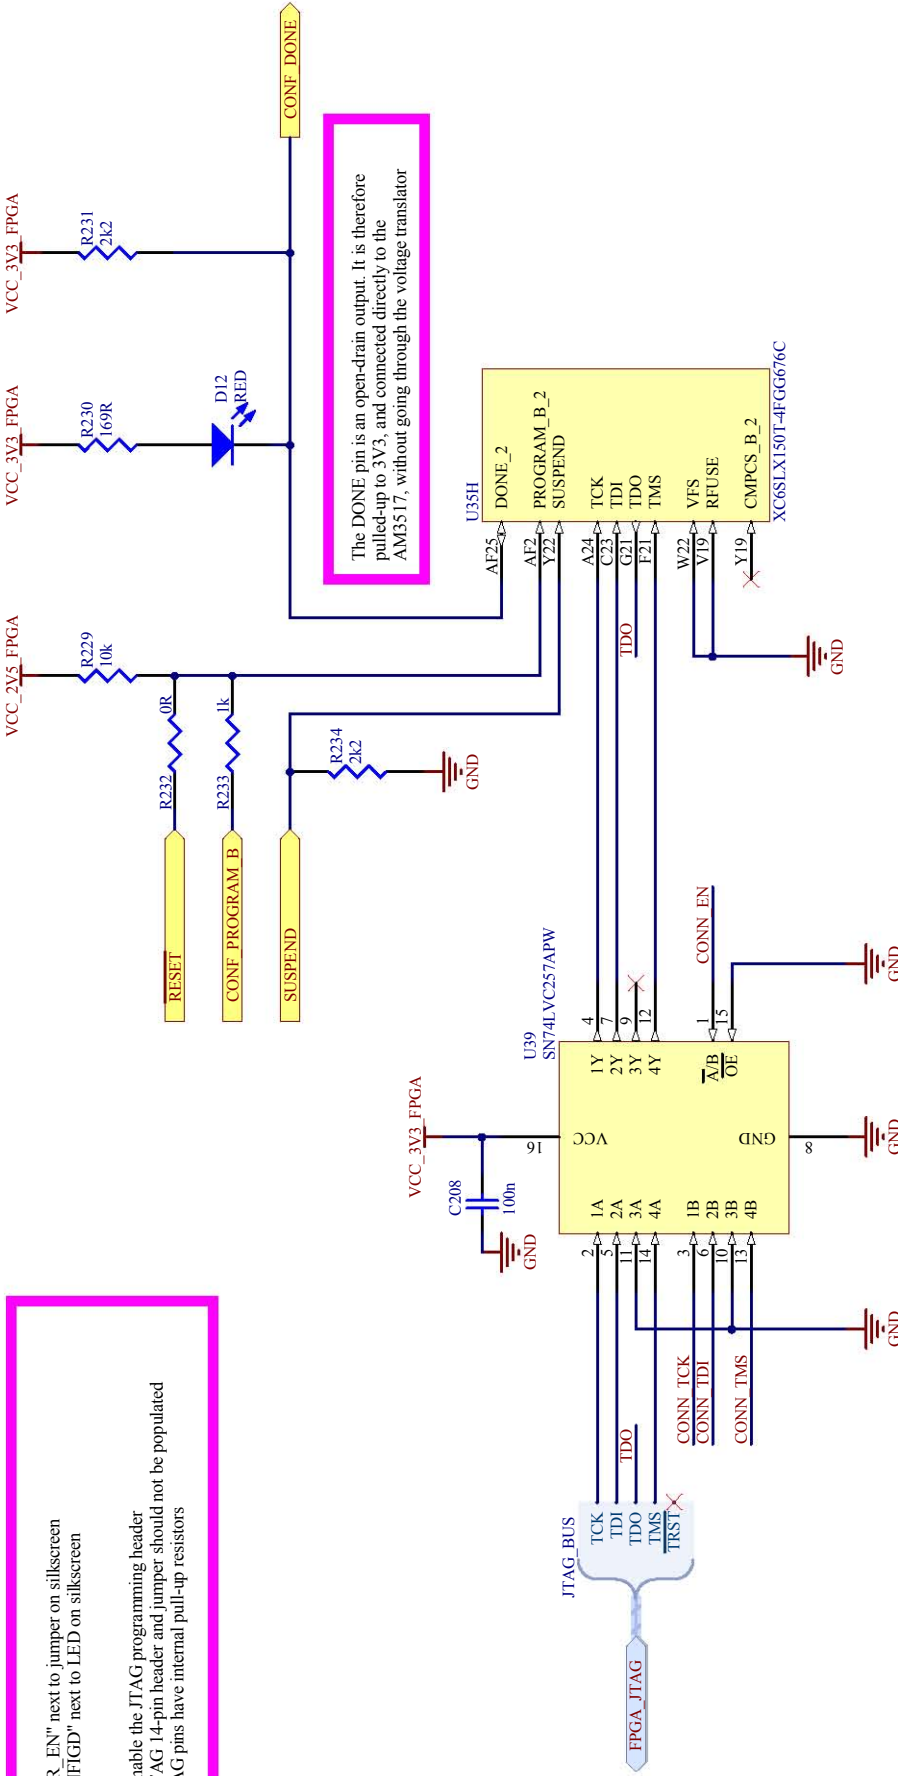 R_EN" next to jumper on silkscreen
FIGD" next to LED on silkscreen
nable the JTAG programming header
AG 14-pin header and jumper should not be populated
AG pins have internal pull-up resistors
VCC_2V5_FPGA
VCC_3V3_FPGA
VCC_3V3_FPGA
R229
10k
R230
169R
R231
2k2
D12
RED
RESET
R232
0R
CONF_PROGRAM_B
R233
1k
SUSPEND
R234
2k2
GND
CONF_DONE
The DONE pin is an open-drain output. It is therefore
pulled-up to 3V3, and connected directly to the
AM3517, without going through the voltage translator
VCC_3V3_FPGA
C208
100n
GND
U39
SN74LVC257APW
16
VCC
2
1A
5
2A
11
3A
14
4A
3
1B
6
2B
10
3B
13
4B
1Y
4
2Y
7
3Y
9
4Y
12
A/B
1
OE
15
GND
8
CONN_EN
GND
GND
GND
CONN_TCK
CONN_TDI
CONN_TMS
TDO
JTAG_BUS
TCK
TDI
TDO
TMS
TRST
FPGA_JTAG
U35H
AF25
DONE_2
AF2
PROGRAM_B_2
Y22
SUSPEND
A24
TCK
C23
TDI
G21
TDO
F21
TMS
W22
VFS
V19
RFUSE
Y19
CMPCS_B_2
XC6SLX150T-4FGG676C
TDO
GND